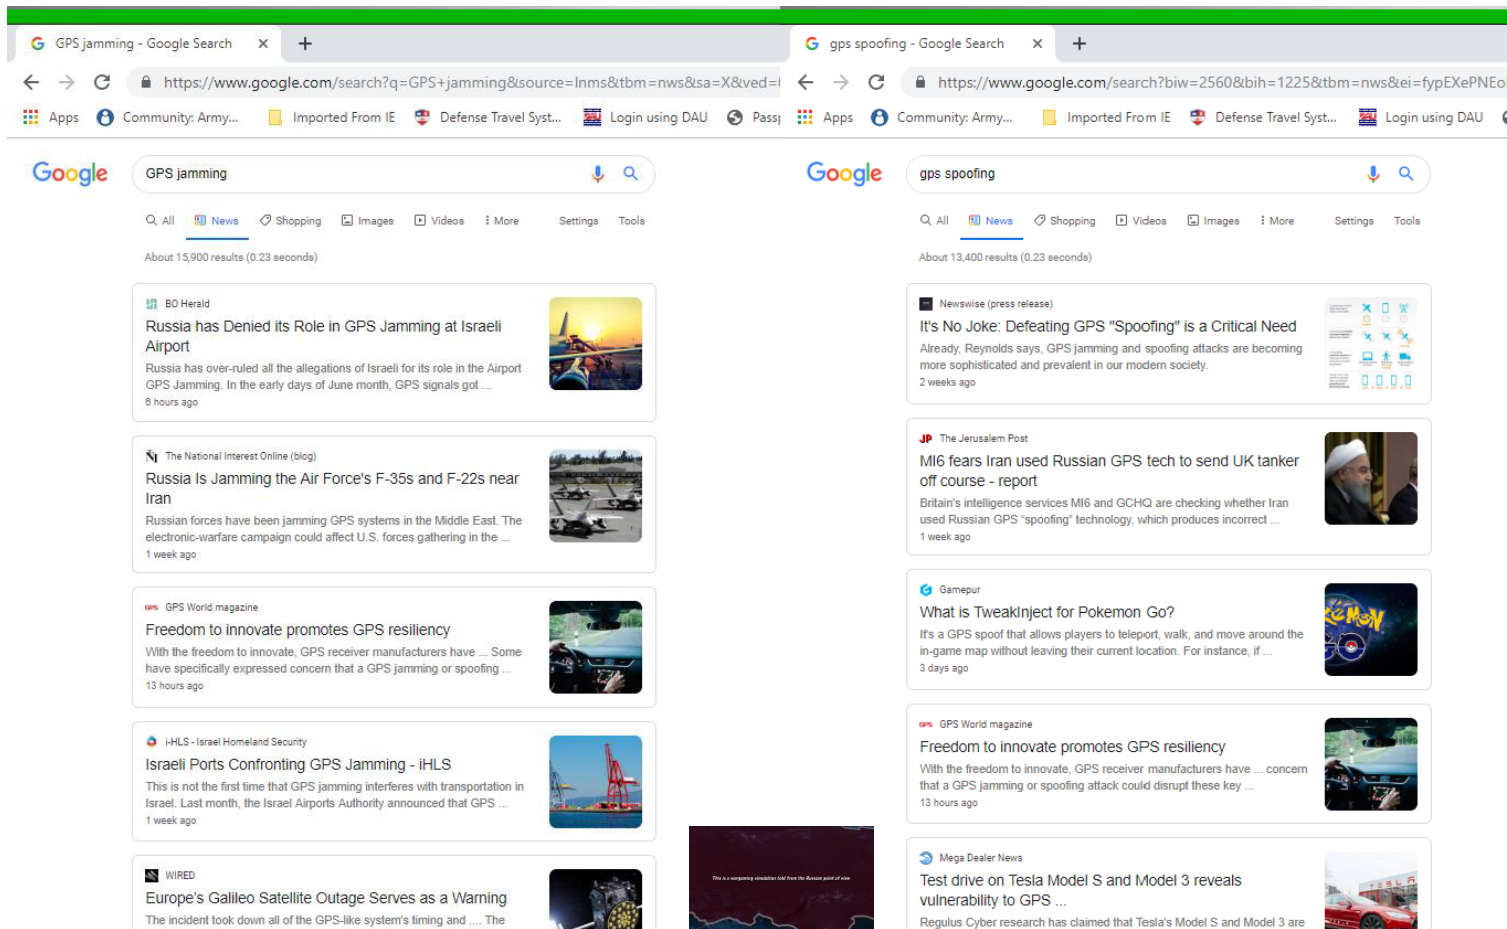 GPS jamming - Google Search
https://www.google.com/search?q=GPS+jamming&source=lnms&tbm=nws&sa=X&ved=
Apps Community: Army... Imported From IE Defense Travel Syst... Login using DAU
Google GPS jamming
All News Shopping Images Videos More Settings Tools
About 15,900 results (0.23 seconds)
BO Herald
Russia has Denied its Role in GPS Jamming at Israeli
Airport
Russia has over-ruled all the allegations of Israeli for its role in the Airport
GPS Jamming. In the early days of June month, GPS signals got ...
6 hours ago
The National Interest Online (blog)
Russia Is Jamming the Air Force's F-35s and F-22s near
Iran
Russian forces have been jamming GPS systems in the Middle East. The
electronic-warfare campaign could affect U.S. forces gathering in the ...
1 week ago
GPS World magazine
Freedom to innovate promotes GPS resiliency
With the freedom to innovate, GPS receiver manufacturers have ... Some
have specifically expressed concern that a GPS jamming or spoofing ...
13 hours ago
i-HLS - Israel Homeland Security
Israeli Ports Confronting GPS Jamming - iHLS
This is not the first time that GPS jamming interferes with transportation in
Israel. Last month, the Israel Airports Authority announced that GPS ...
1 week ago
WIRED
Europe's Galileo Satellite Outage Serves as a Warning
The incident took down all of the GPS-like system's timing and .... The
This is a wargaming simulation told from the Russian point of view
gps spoofing - Google Search
https://www.google.com/search?biw=2560&bih=1225&tbm=nws&ei=fypEXePNEo
Apps Community: Army... Imported From IE Defense Travel Syst... Login using DAU
Google gps spoofing
All News Shopping Videos Images More Settings Tools
About 13,400 results (0.23 seconds)
Newswise (press release)
It's No Joke: Defeating GPS "Spoofing" is a Critical Need
Already, Reynolds says, GPS jamming and spoofing attacks are becoming
more sophisticated and prevalent in our modern society.
2 weeks ago
JP The Jerusalem Post
MI6 fears Iran used Russian GPS tech to send UK tanker
off course - report
Britain's intelligence services MI6 and GCHQ are checking whether Iran
used Russian GPS “spoofing” technology, which produces incorrect ...
1 week ago
Gamepur
What is TweakInject for Pokemon Go?
It's a GPS spoof that allows players to teleport, walk, and move around the
in-game map without leaving their current location. For instance, if ...
3 days ago
GPS World magazine
Freedom to innovate promotes GPS resiliency
With the freedom to innovate, GPS receiver manufacturers have ... concern
that a GPS jamming or spoofing attack could disrupt these key ...
13 hours ago
Mega Dealer News
Test drive on Tesla Model S and Model 3 reveals
vulnerability to GPS ...
Regulus Cyber research has claimed that Tesla's Model S and Model 3 are